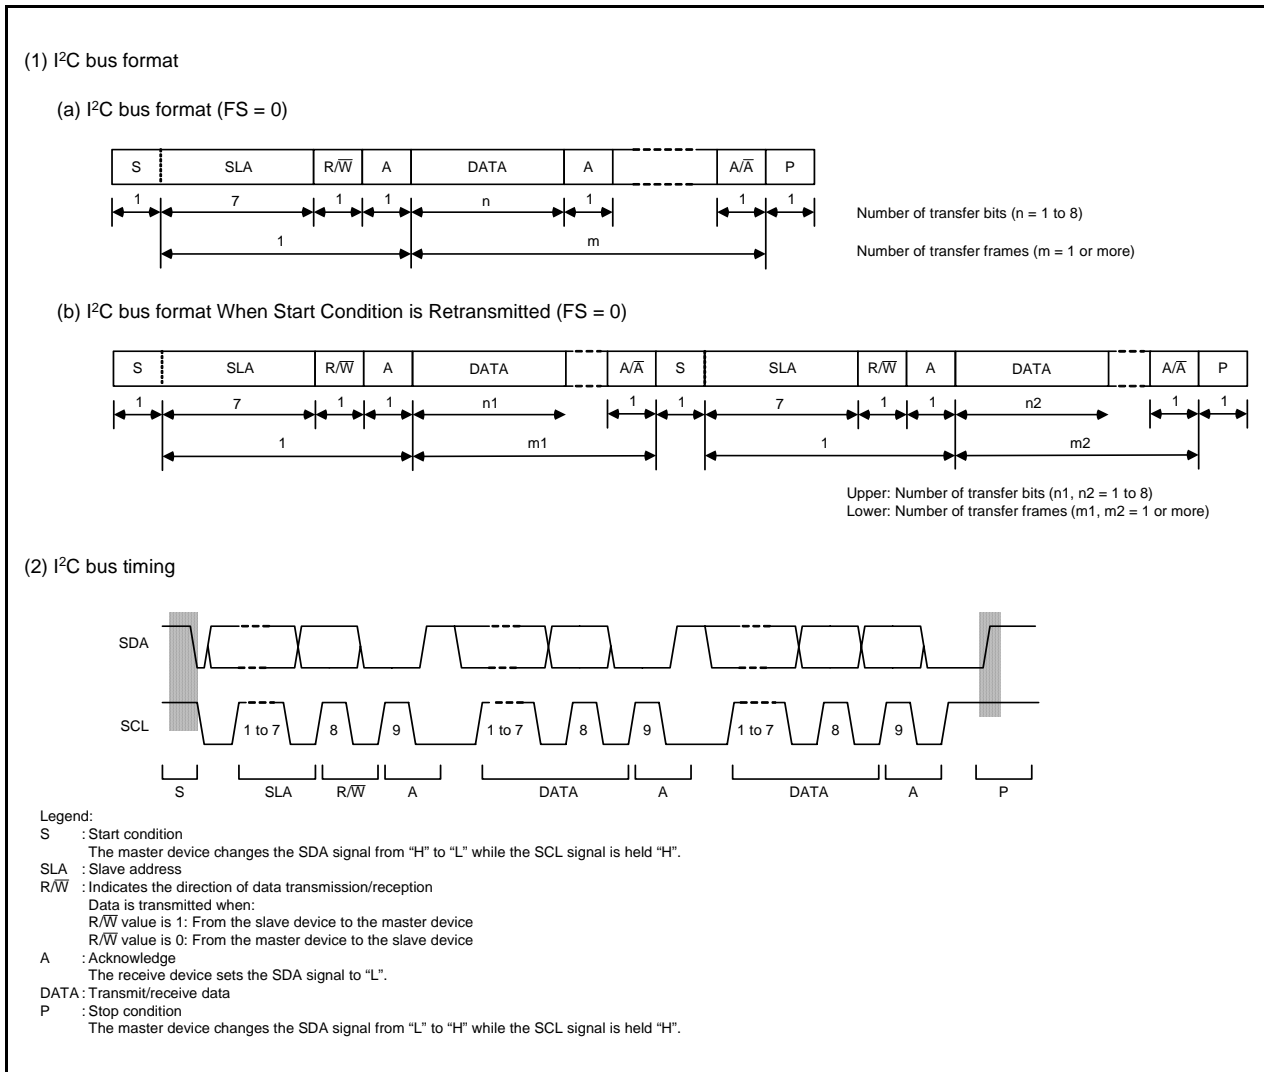 (1) I²C bus format
(a) I²C bus format (FS = 0)
S SLA R/W̅ A DATA A A/A̅ P
1 7 1 1 n 1 1 1
Number of transfer bits (n = 1 to 8)
1 m
Number of transfer frames (m = 1 or more)
(b) I²C bus format When Start Condition is Retransmitted (FS = 0)
S SLA R/W̅ A DATA A/A̅ S SLA R/W̅ A DATA A/A̅ P
1 7 1 1 n1 1 1 7 1 1 n2 1 1
1 m1 1 m2
Upper: Number of transfer bits (n1, n2 = 1 to 8)
Lower: Number of transfer frames (m1, m2 = 1 or more)
(2) I²C bus timing
SDA
SCL 1 to 7 8 9 1 to 7 8 9 1 to 7 8 9
S SLA R/W̅ A DATA A DATA A P
Legend:
S : Start condition
The master device changes the SDA signal from “H” to “L” while the SCL signal is held “H”.
SLA : Slave address
R/W̅ : Indicates the direction of data transmission/reception
Data is transmitted when:
R/W̅ value is 1: From the slave device to the master device
R/W̅ value is 0: From the master device to the slave device
A : Acknowledge
The receive device sets the SDA signal to “L”.
DATA : Transmit/receive data
P : Stop condition
The master device changes the SDA signal from “L” to “H” while the SCL signal is held “H”.